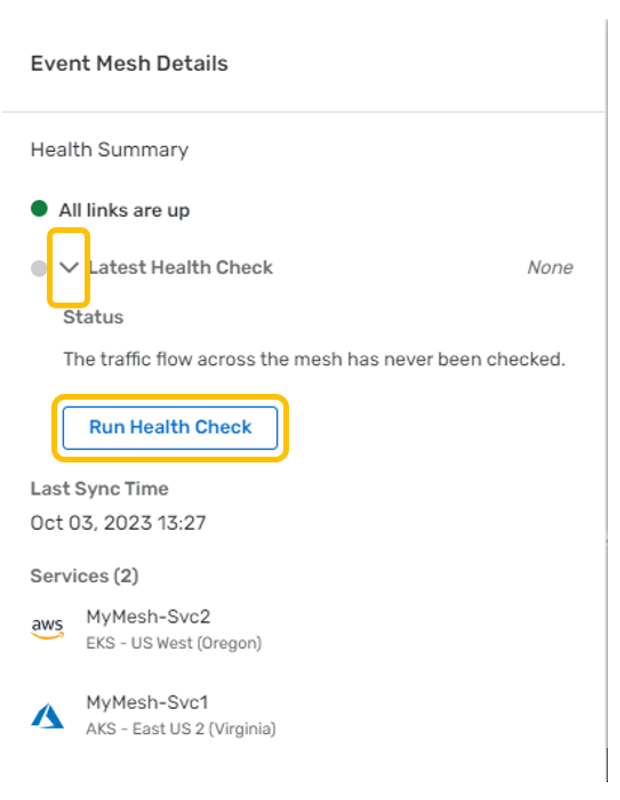 Event Mesh Details
Health Summary
All links are up
Latest Health Check None
Status
The traffic flow across the mesh has never been checked.
Run Health Check
Last Sync Time
Oct 03, 2023 13:27
Services (2)
aws MyMesh-Svc2
EKS - US West (Oregon)
MyMesh-Svc1
AKS - East US 2 (Virginia)